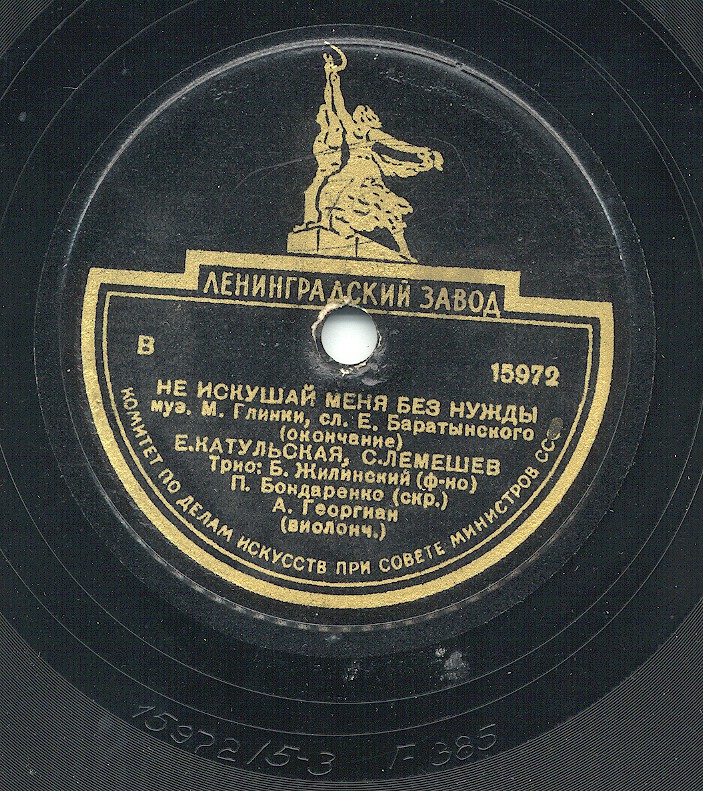 ЛЕНИНГРАДСКИЙ ЗАВОД
В
15972
НЕ ИСКУШАЙ МЕНЯ БЕЗ НУЖДЫ
муз. М. Глинки, сл. Е. Баратынского
(окончание)
Е.КАТУЛЬСКАЯ, С.ЛЕМЕШЕВ
Трио: Б. Жилинский (ф-но)
П. Бондаренко (скр.)
А. Георгиан
(виолонч.)
КОМИТЕТ ПО ДЕЛАМ ИСКУССТВ ПРИ СОВЕТЕ МИНИСТРОВ СССР
15972/5-3 Г 385